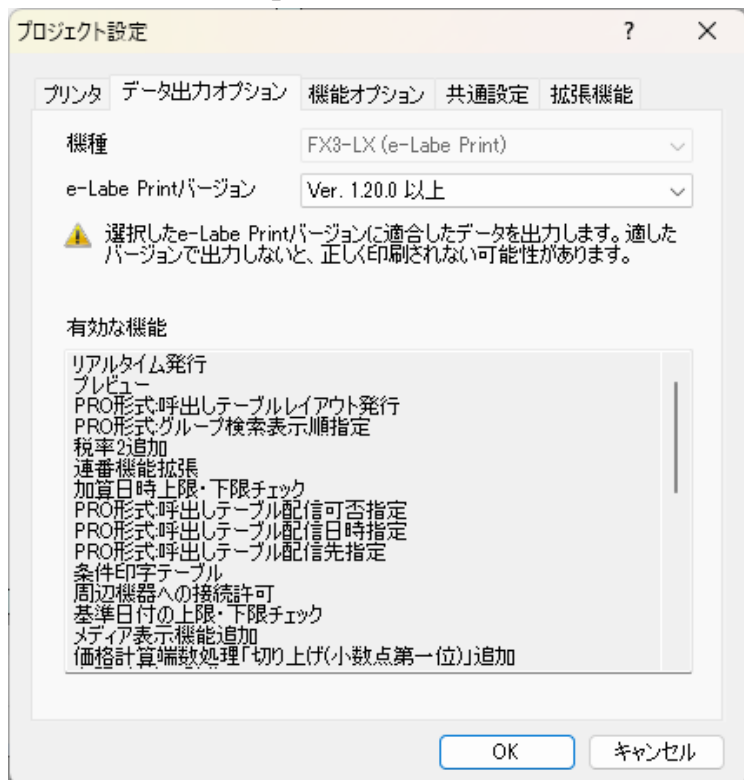 プロジェクト設定
プリンタ データ出力オプション 機能オプション 共通設定 拡張機能
機種 FX3-LX (e-Labe Print)
e-Labe Printバージョン Ver. 1.20.0 以上
選択したe-Labe Printバージョンに適合したデータを出力します。適した
バージョンで出力しないと、正しく印刷されない可能性があります。
有効な機能
リアルタイム発行
プレビュー
PRO形式:呼出しテーブルレイアウト発行
PRO形式:グループ検索表示順指定
税率2追加
連番機能拡張
加算日時上限・下限チェック
PRO形式:呼出しテーブル配信可否指定
PRO形式:呼出しテーブル配信日時指定
PRO形式:呼出しテーブル配信先指定
条件印字テーブル
周辺機器への接続許可
基準日付の上限・下限チェック
メディア表示機能追加
価格計算端数処理「切り上げ(小数点第一位)」追加
OK キャンセル